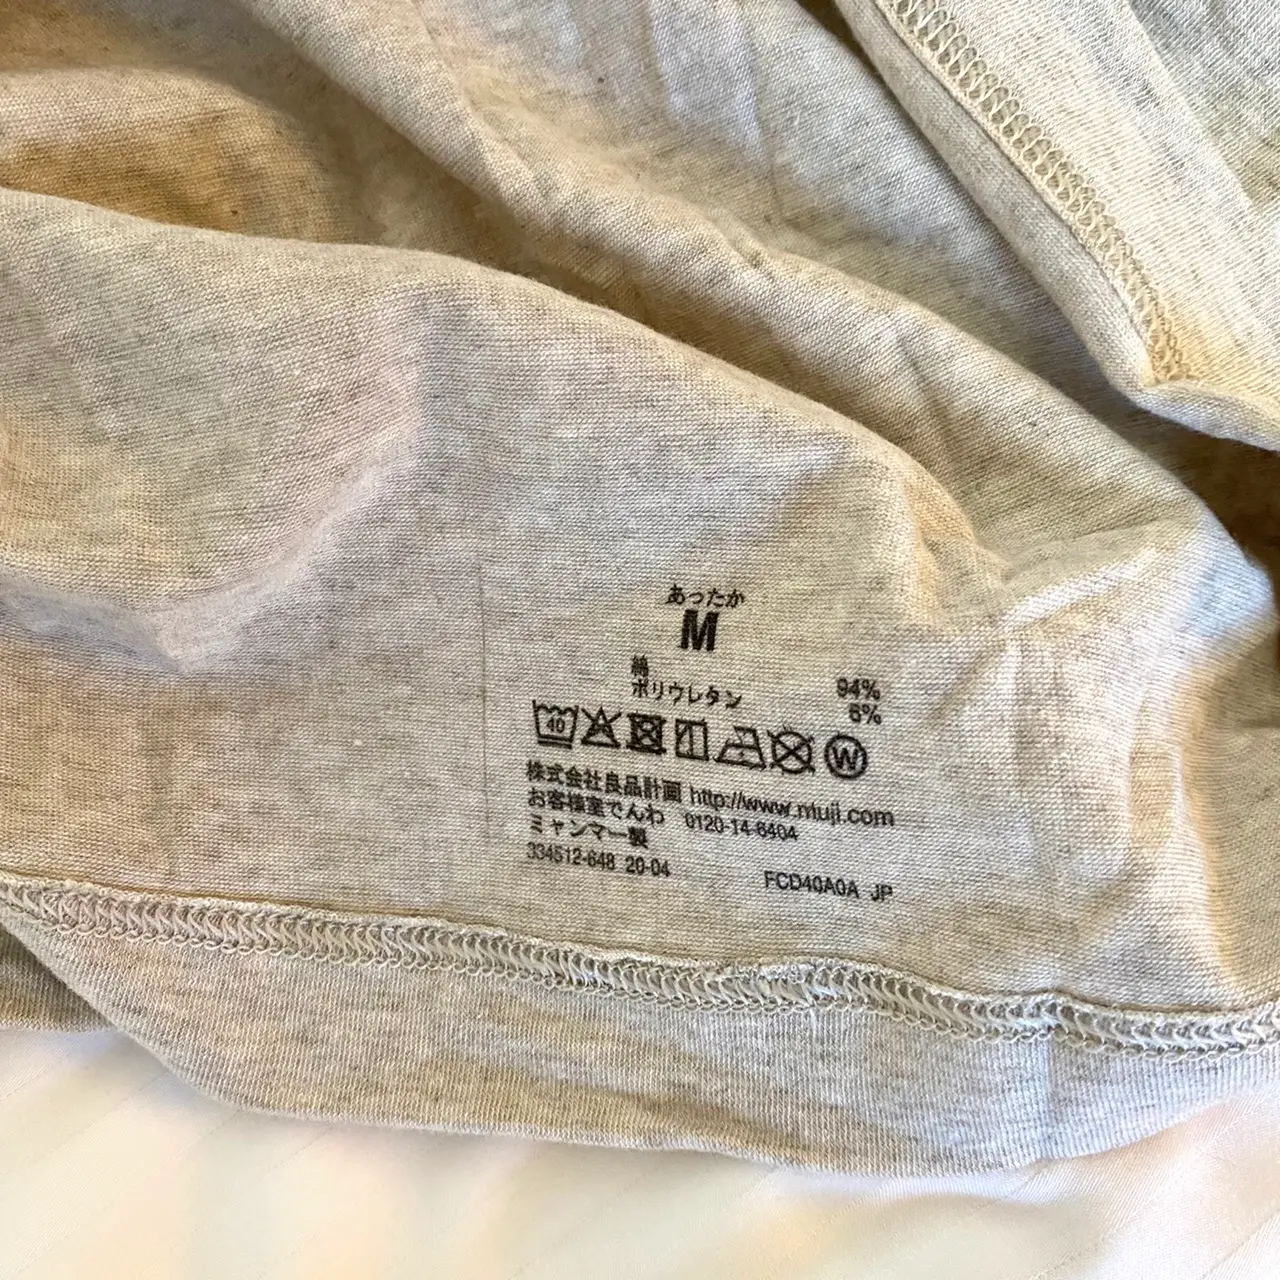 あったか
M
綿 94%
ポリウレタン 6%
40 W
株式会社良品計画 http://www.muji.com
お客様室でんわ 0120-14-6404
ミャンマー製
334512-648 20-04 FCD40A0A JP